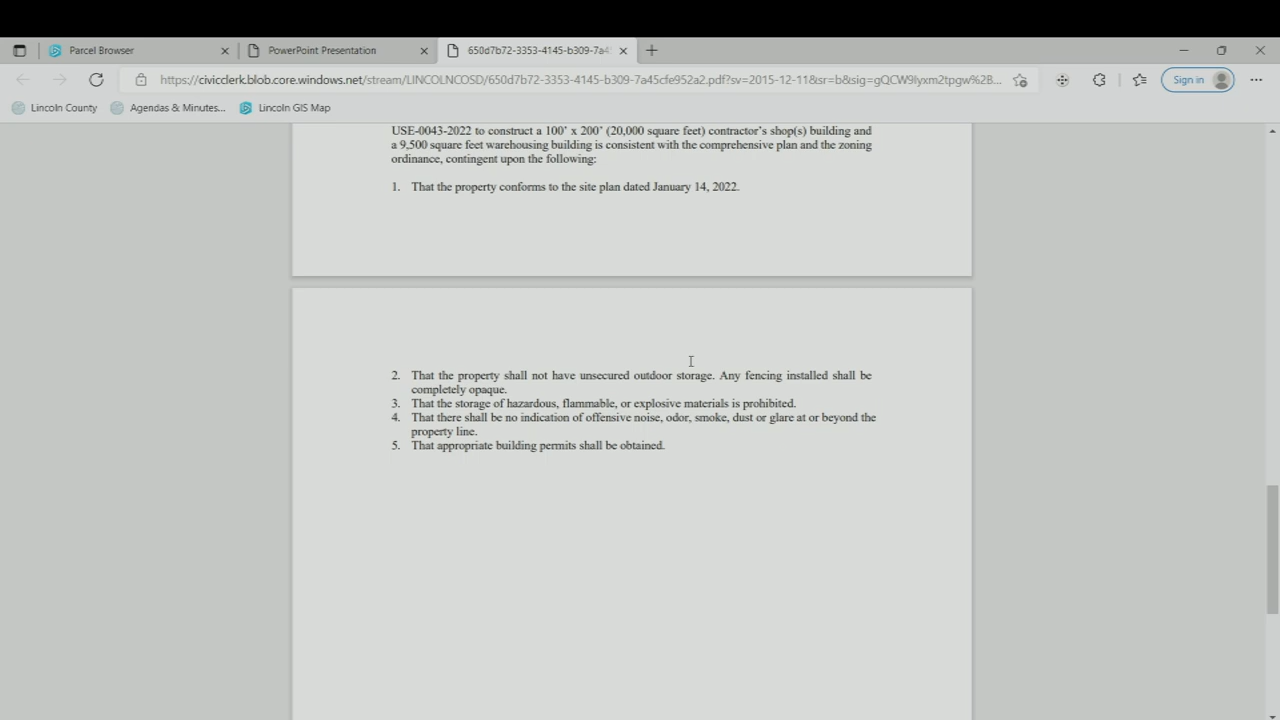 Parcel Browser
PowerPoint Presentation
650d7b72-3353-4145-b309-7a4
https://civicclerk.blob.core.windows.net/stream/LINCOLNCOSD/650d7b72-3353-4145-b309-7a45cfe952a2.pdf?sv=2015-12-11&sr=b&sig=gQCW9lyxm2tpgw%2B...
Sign in
Lincoln County
Agendas & Minutes...
Lincoln GIS Map
USE-0043-2022 to construct a 100' x 200' (20,000 square feet) contractor's shop(s) building and
a 9,500 square feet warehousing building is consistent with the comprehensive plan and the zoning
ordinance, contingent upon the following:
1. That the property conforms to the site plan dated January 14, 2022.
2. That the property shall not have unsecured outdoor storage. Any fencing installed shall be
completely opaque.
3. That the storage of hazardous, flammable, or explosive materials is prohibited.
4. That there shall be no indication of offensive noise, odor, smoke, dust or glare at or beyond the
property line.
5. That appropriate building permits shall be obtained.